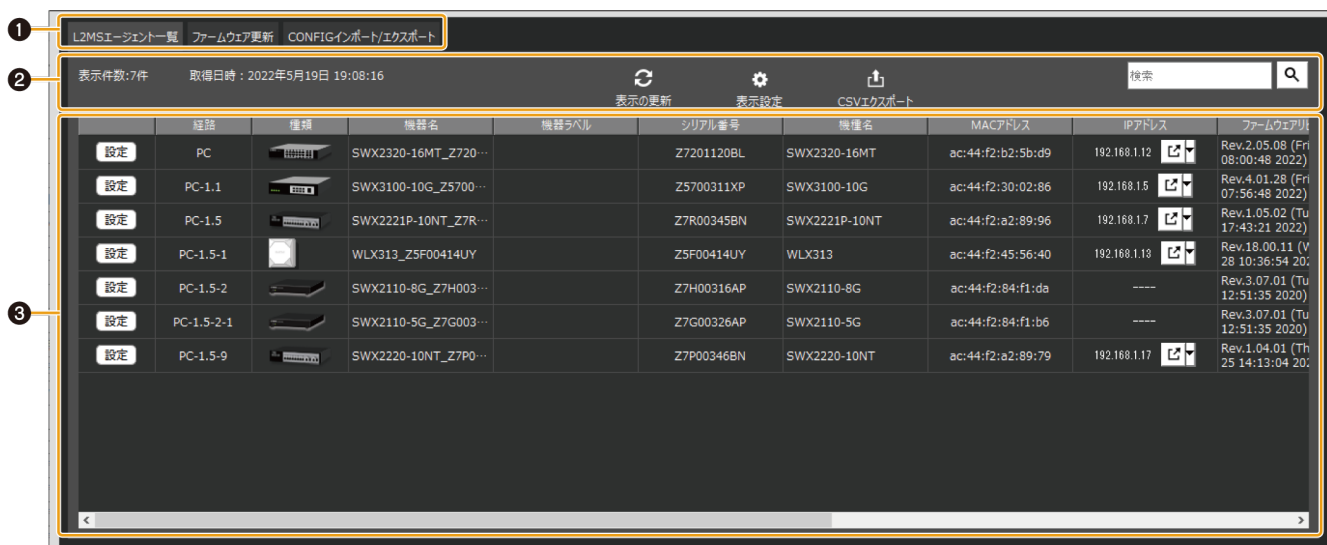 ❶
L2MSエージェント一覧 ファームウェア更新 CONFIGインポート/エクスポート
❷
表示件数:7件 取得日時：2022年5月19日 19:08:16
表示の更新 表示設定 CSVエクスポート
検索
❸
経路 種類 機器名 機器ラベル シリアル番号 機種名 MACアドレス IPアドレス ファームウェアリビ
設定 PC SWX2320-16MT_Z720… Z7201120BL SWX2320-16MT ac:44:f2:b2:5b:d9 192.168.1.12 Rev.2.05.08 (Fri
08:00:48 2022)
設定 PC-1.1 SWX3100-10G_Z5700… Z5700311XP SWX3100-10G ac:44:f2:30:02:86 192.168.1.5 Rev.4.01.28 (Fri
07:56:48 2022)
設定 PC-1.5 SWX2221P-10NT_Z7R… Z7R00345BN SWX2221P-10NT ac:44:f2:a2:89:96 192.168.1.7 Rev.1.05.02 (Tu
17:43:21 2022)
設定 PC-1.5-1 WLX313_Z5F00414UY Z5F00414UY WLX313 ac:44:f2:45:56:40 192.168.1.13 Rev.18.00.11 (W
28 10:36:54 202
設定 PC-1.5-2 SWX2110-8G_Z7H003… Z7H00316AP SWX2110-8G ac:44:f2:84:f1:da ---- Rev.3.07.01 (Tu
12:51:35 2020)
設定 PC-1.5-2-1 SWX2110-5G_Z7G003… Z7G00326AP SWX2110-5G ac:44:f2:84:f1:b6 ---- Rev.3.07.01 (Tu
12:51:35 2020)
設定 PC-1.5-9 SWX2220-10NT_Z7P0… Z7P00346BN SWX2220-10NT ac:44:f2:a2:89:79 192.168.1.17 Rev.1.04.01 (Th
25 14:13:04 202